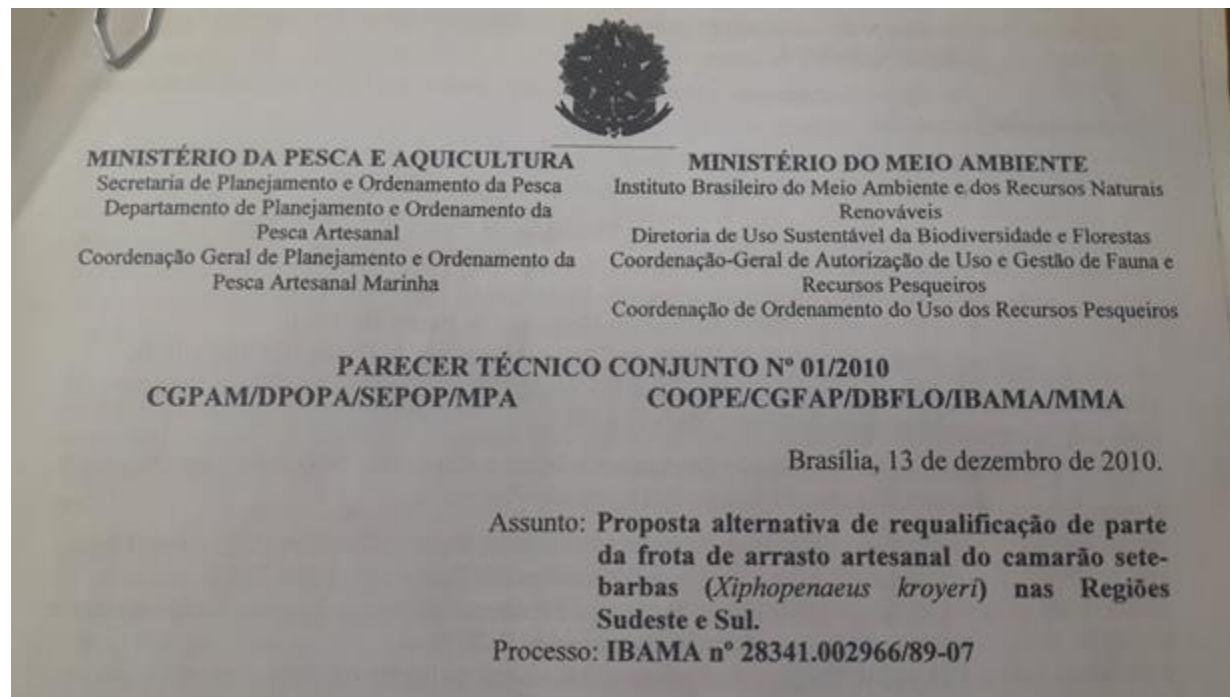 MINISTÉRIO DA PESCA E AQUICULTURA
Secretaria de Planejamento e Ordenamento da Pesca
Departamento de Planejamento e Ordenamento da
Pesca Artesanal
Coordenação Geral de Planejamento e Ordenamento da
Pesca Artesanal Marinha
MINISTÉRIO DO MEIO AMBIENTE
Instituto Brasileiro do Meio Ambiente e dos Recursos Naturais
Renováveis
Diretoria de Uso Sustentável da Biodiversidade e Florestas
Coordenação-Geral de Autorização de Uso e Gestão de Fauna e
Recursos Pesqueiros
Coordenação de Ordenamento do Uso dos Recursos Pesqueiros
PARECER TÉCNICO CONJUNTO Nº 01/2010
CGPAM/DPOPA/SEPOP/MPA COOPE/CGFAP/DBFLO/IBAMA/MMA
Brasília, 13 de dezembro de 2010.
Assunto: Proposta alternativa de requalificação de parte
da frota de arrasto artesanal do camarão sete-
barbas (Xiphopenaeus kroyeri) nas Regiões
Sudeste e Sul.
Processo: IBAMA nº 28341.002966/89-07